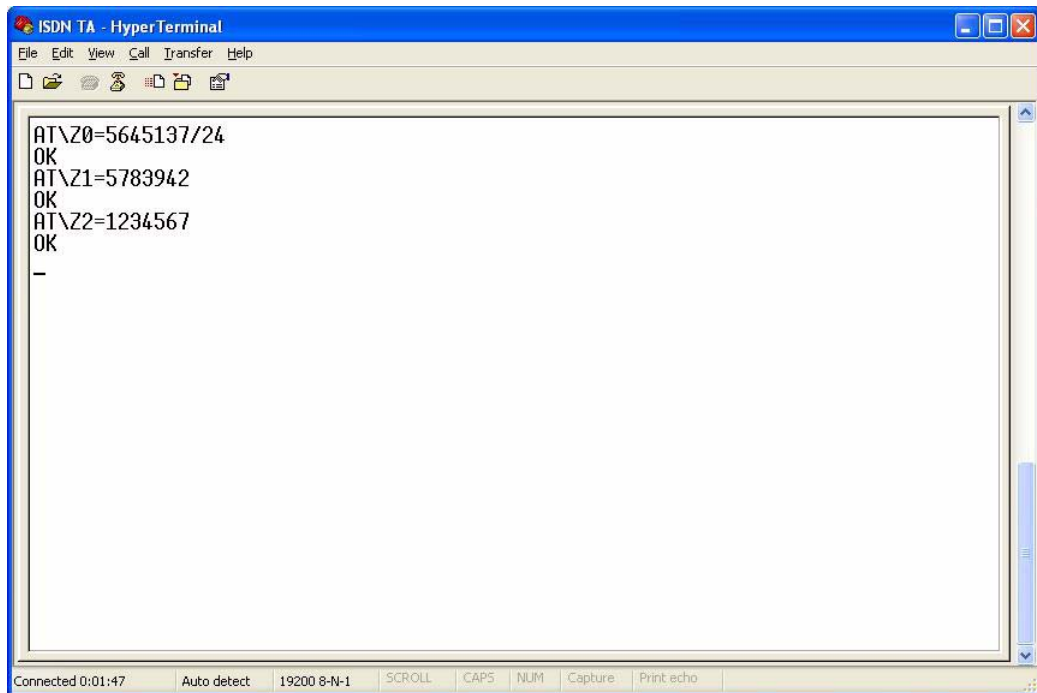 ISDN TA - HyperTerminal
File Edit View Call Transfer Help
AT\Z0=5645137/24
OK
AT\Z1=5783942
OK
AT\Z2=1234567
OK
_
Connected 0:01:47 Auto detect 19200 8-N-1 SCROLL CAPS NUM Capture Print echo